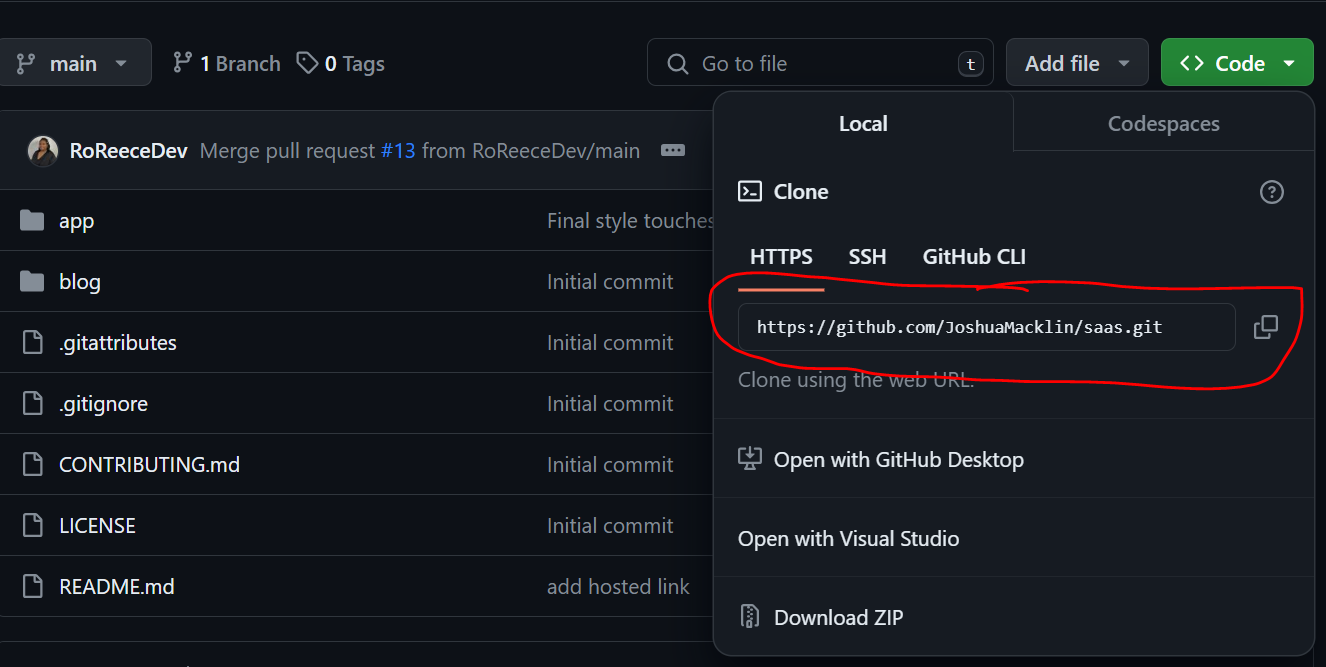 main 1 Branch 0 Tags Go to file t Add file Code
Local Codespaces
RoReeceDev Merge pull request #13 from RoReeceDev/main
Clone
app Final style touches
HTTPS SSH GitHub CLI
blog Initial commit
https://github.com/JoshuaMacklin/saas.git
.gitattributes Initial commit
Clone using the web URL.
.gitignore Initial commit
CONTRIBUTING.md Initial commit
Open with GitHub Desktop
LICENSE Initial commit
Open with Visual Studio
README.md add hosted link
Download ZIP